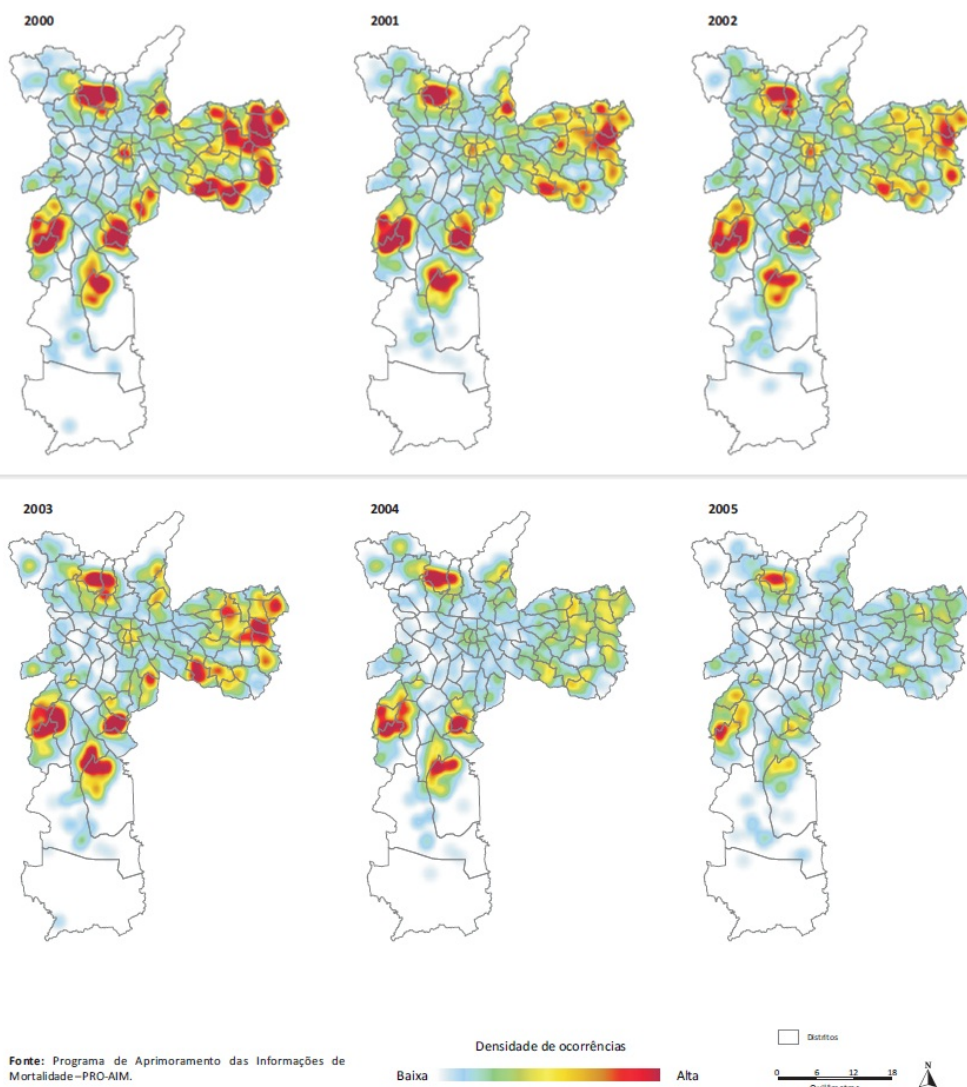 2000
2001
2002
2003
2004
2005
Fonte: Programa de Aprimoramento das Informações de
Mortalidade–PRO-AIM.
Densidade de ocorrências
Baixa
Alta
Distritos
0 6 12 18
Quilômetros
N